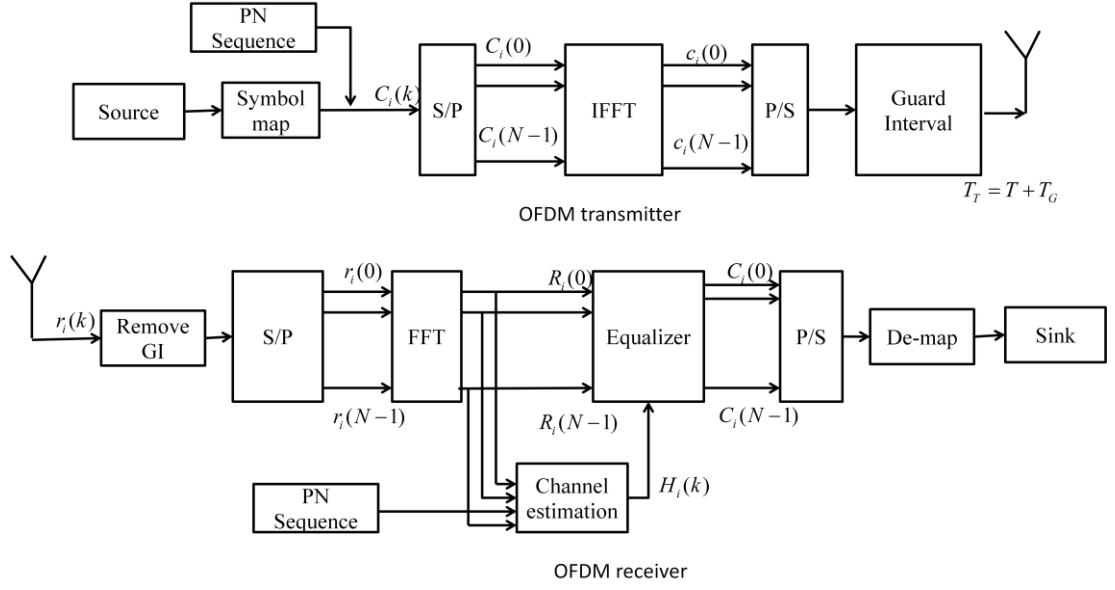 PN
Sequence
Source
Symbol
map
C_i(k)
S/P
C_i(0)
C_i(N−1)
IFFT
c_i(0)
c_i(N−1)
P/S
Guard
Interval
T_T = T + T_G
OFDM transmitter
r_i(k)
Remove
GI
S/P
r_i(0)
r_i(N−1)
FFT
R_i(0)
R_i(N−1)
Equalizer
C_i(0)
C_i(N−1)
P/S
De-map
Sink
PN
Sequence
Channel
estimation
H_i(k)
OFDM receiver